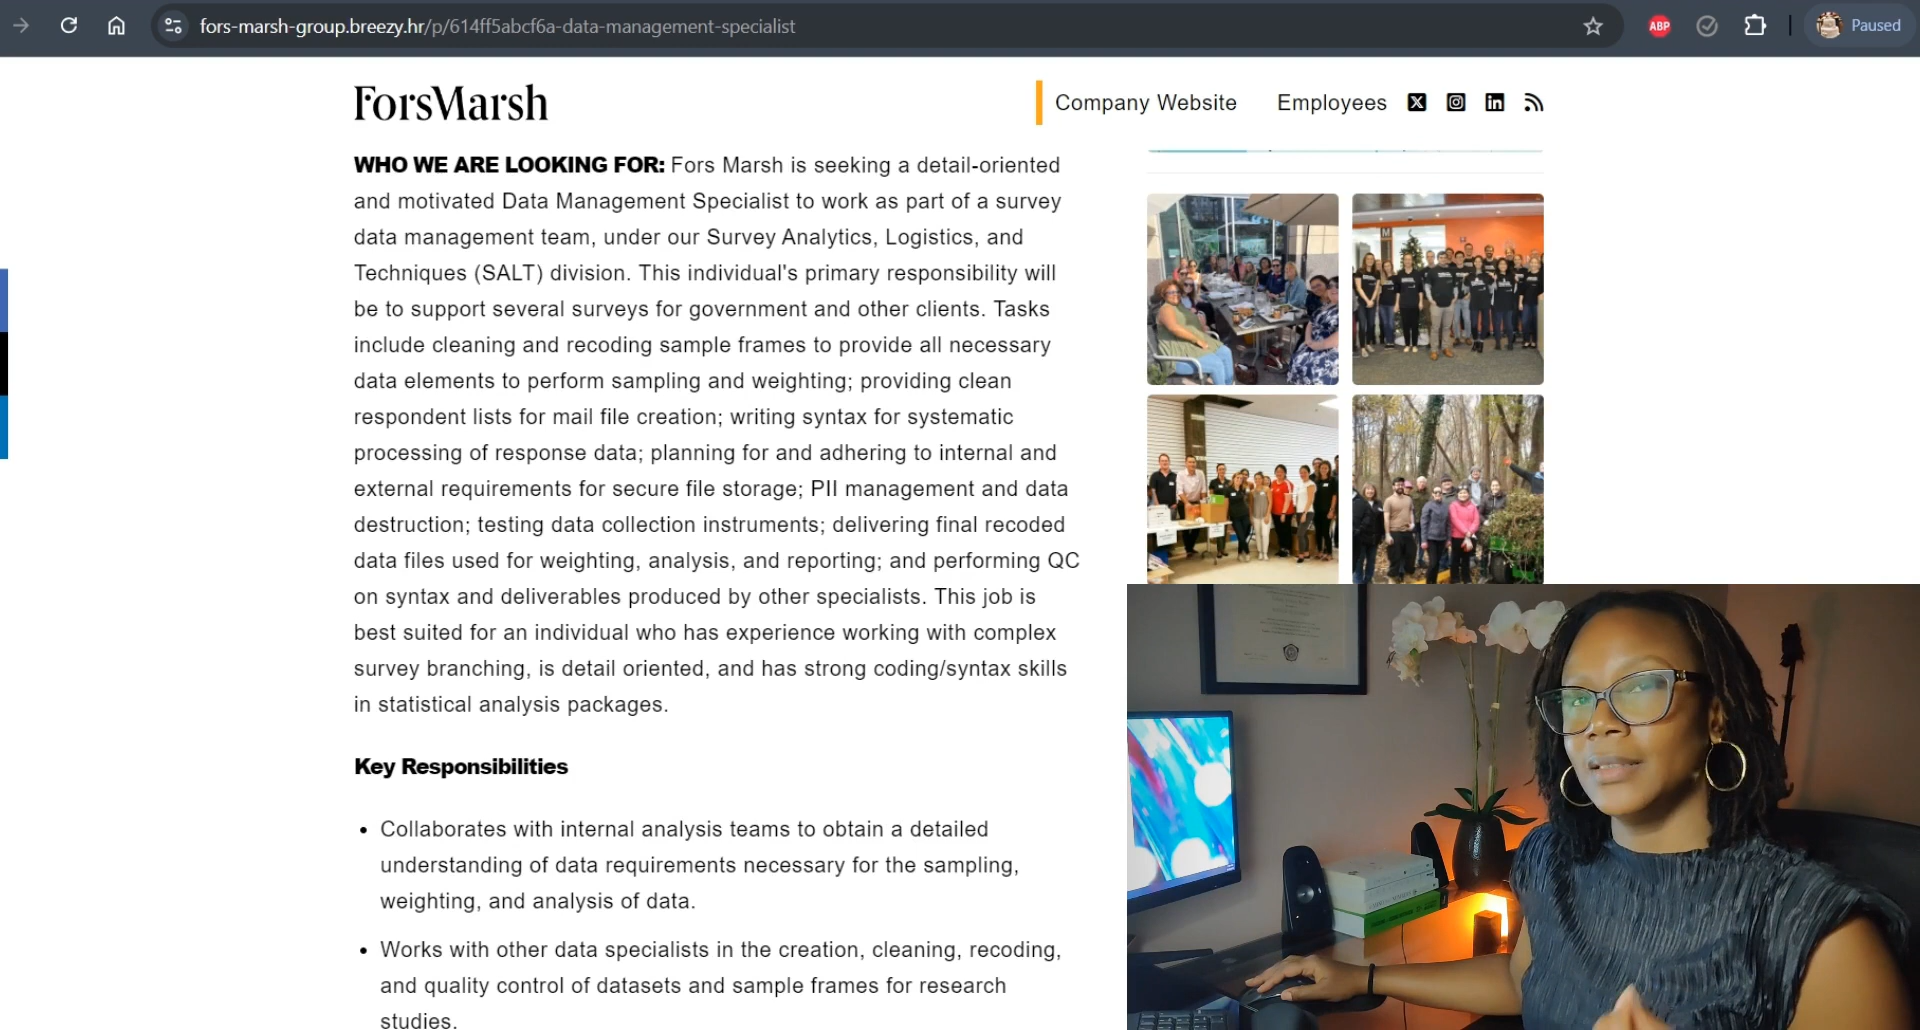 fors-marsh-group.breezy.hr/p/614ff5abcf6a-data-management-specialist
ABP
Paused
ForsMarsh
Company Website
Employees
WHO WE ARE LOOKING FOR: Fors Marsh is seeking a detail-oriented
and motivated Data Management Specialist to work as part of a survey
data management team, under our Survey Analytics, Logistics, and
Techniques (SALT) division. This individual's primary responsibility will
be to support several surveys for government and other clients. Tasks
include cleaning and recoding sample frames to provide all necessary
data elements to perform sampling and weighting; providing clean
respondent lists for mail file creation; writing syntax for systematic
processing of response data; planning for and adhering to internal and
external requirements for secure file storage; PII management and data
destruction; testing data collection instruments; delivering final recoded
data files used for weighting, analysis, and reporting; and performing QC
on syntax and deliverables produced by other specialists. This job is
best suited for an individual who has experience working with complex
survey branching, is detail oriented, and has strong coding/syntax skills
in statistical analysis packages.
Key Responsibilities
• Collaborates with internal analysis teams to obtain a detailed
understanding of data requirements necessary for the sampling,
weighting, and analysis of data.
• Works with other data specialists in the creation, cleaning, recoding,
and quality control of datasets and sample frames for research
studies.